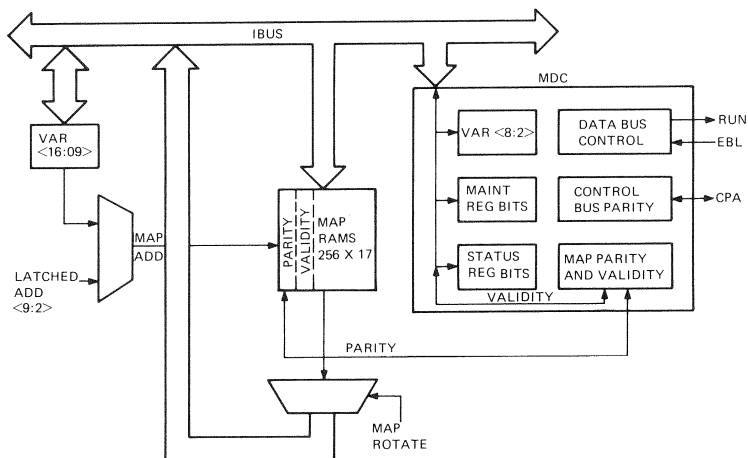 IBUS
MDC
VAR
<16:09>
VAR <8:2>
DATA BUS
CONTROL
RUN
EBL
MAINT
REG BITS
CONTROL
BUS PARITY
CPA
MAP
ADD
PARITY
VALIDITY
MAP
RAMS
256 X 17
STATUS
REG BITS
MAP PARITY
AND VALIDITY
LATCHED
ADD
<9:2>
VALIDITY
PARITY
MAP
ROTATE